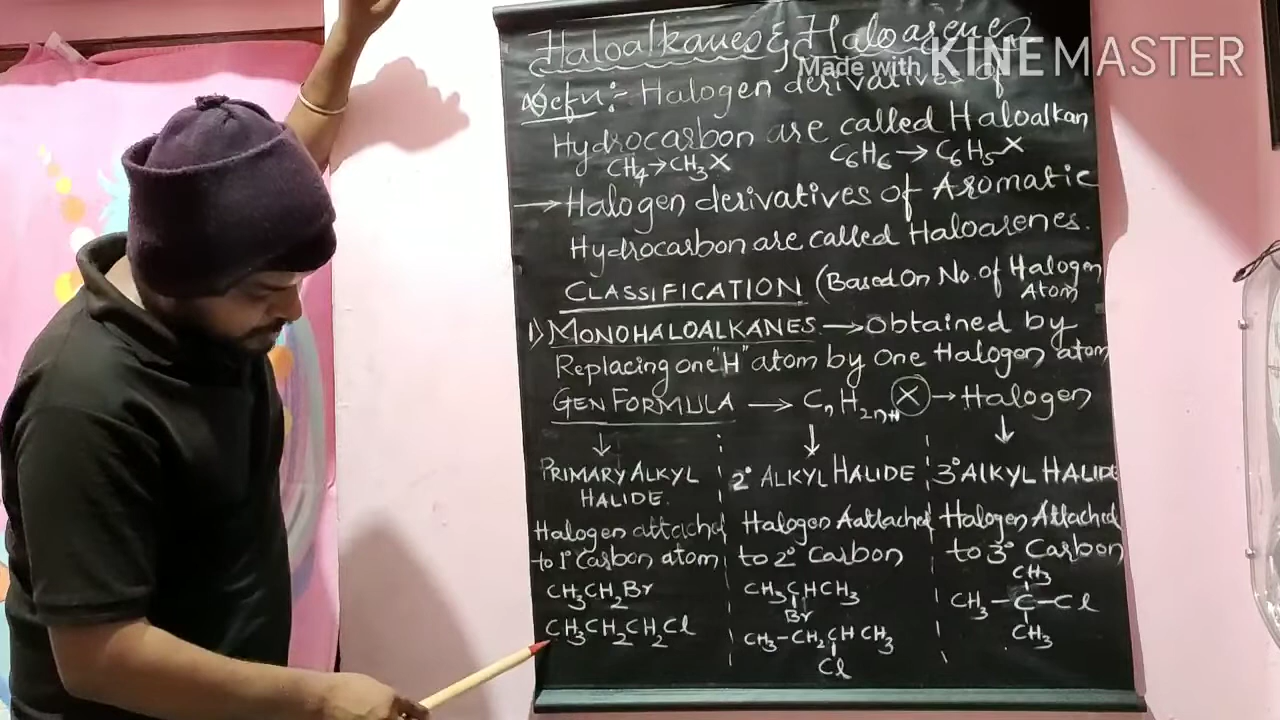 Haloalkanes & Haloarenes
Made with KINEMASTER
Defn:- Halogen derivatives of
Hydrocarbon are called Haloalkan
CH4→CH3X C6H6→C6H5X
→Halogen derivatives of Aromatic
Hydrocarbon are called Haloarenes.
CLASSIFICATION (Based On No. of Halogen
Atom
1) MONOHALOALKANES → Obtained by
Replacing one "H" atom by one Halogen atom
GEN FORMULA → CnH2n+1 X → Halogen
↓ ↓ ↓
PRIMARY ALKYL
HALIDE.
Halogen attached
to 1° Carbon atom
CH3CH2Br
CH3CH2CH2Cl
2° ALKYL HALIDE
Halogen Aattached
to 2° Carbon
CH3CHCH3
Br
CH3-CH2CHCH3
Cl
3° AlKYL HALIDE
Halogen Attached
to 3° Carbon
CH3
CH3-C-Cl
CH3